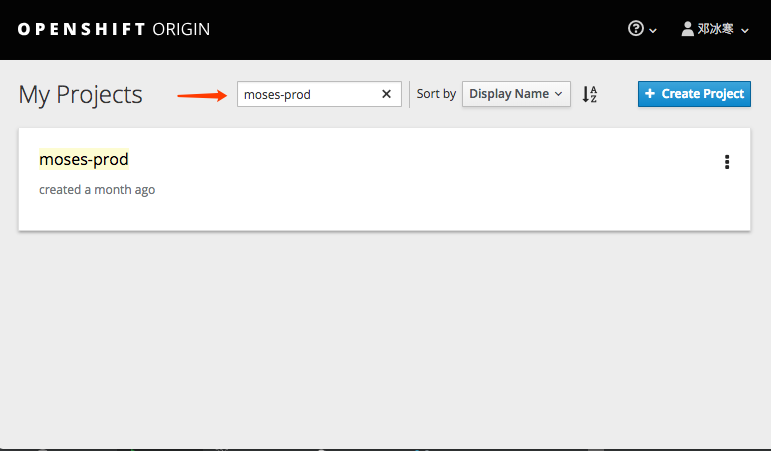 OPENSHIFT ORIGIN
邓冰寒
My Projects
moses-prod
Sort by
Display Name
A
Z
+ Create Project
moses-prod
created a month ago